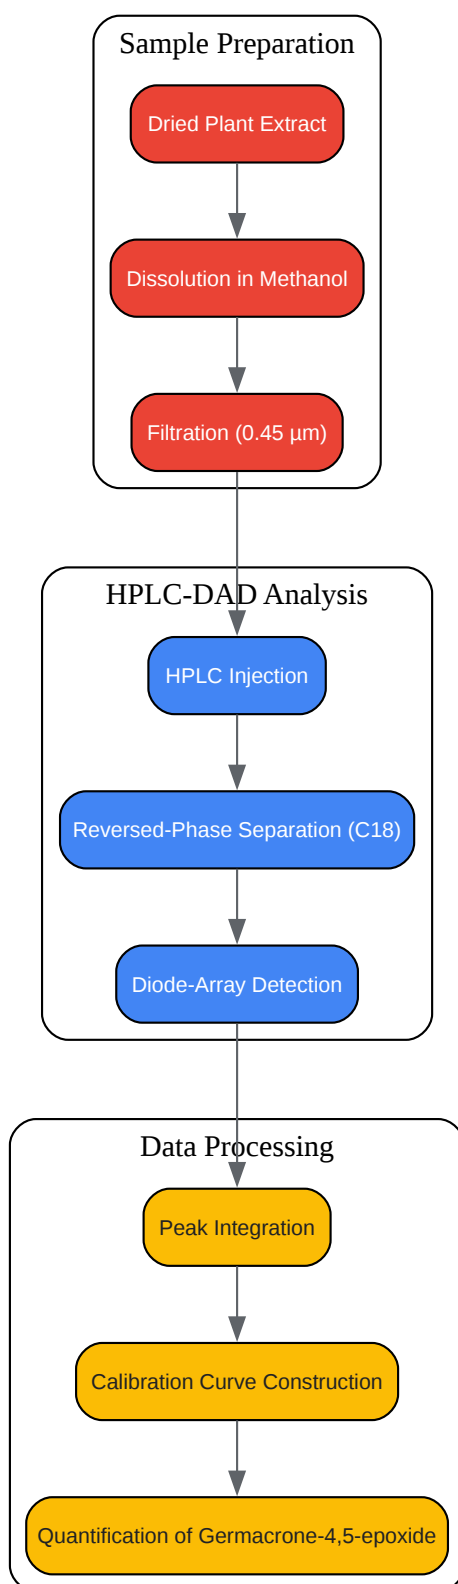 Sample Preparation
Dried Plant Extract
Dissolution in Methanol
Filtration (0.45 µm)
HPLC-DAD Analysis
HPLC Injection
Reversed-Phase Separation (C18)
Diode-Array Detection
Data Processing
Peak Integration
Calibration Curve Construction
Quantification of Germacrone-4,5-epoxide